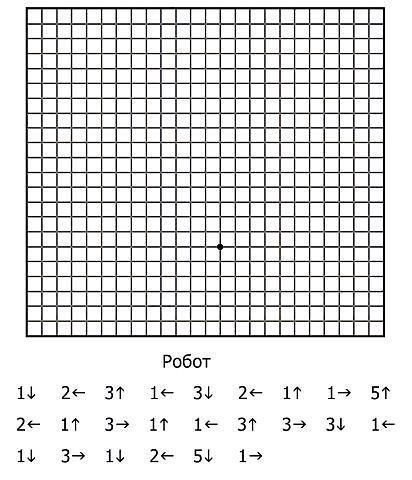 Робот
1↓ 2← 3↑ 1← 3↓ 2← 1↑ 1→ 5↑
2← 1↑ 3→ 1↑ 1← 3↑ 3→ 3↓ 1←
1↓ 3→ 1↓ 2← 5↓ 1→